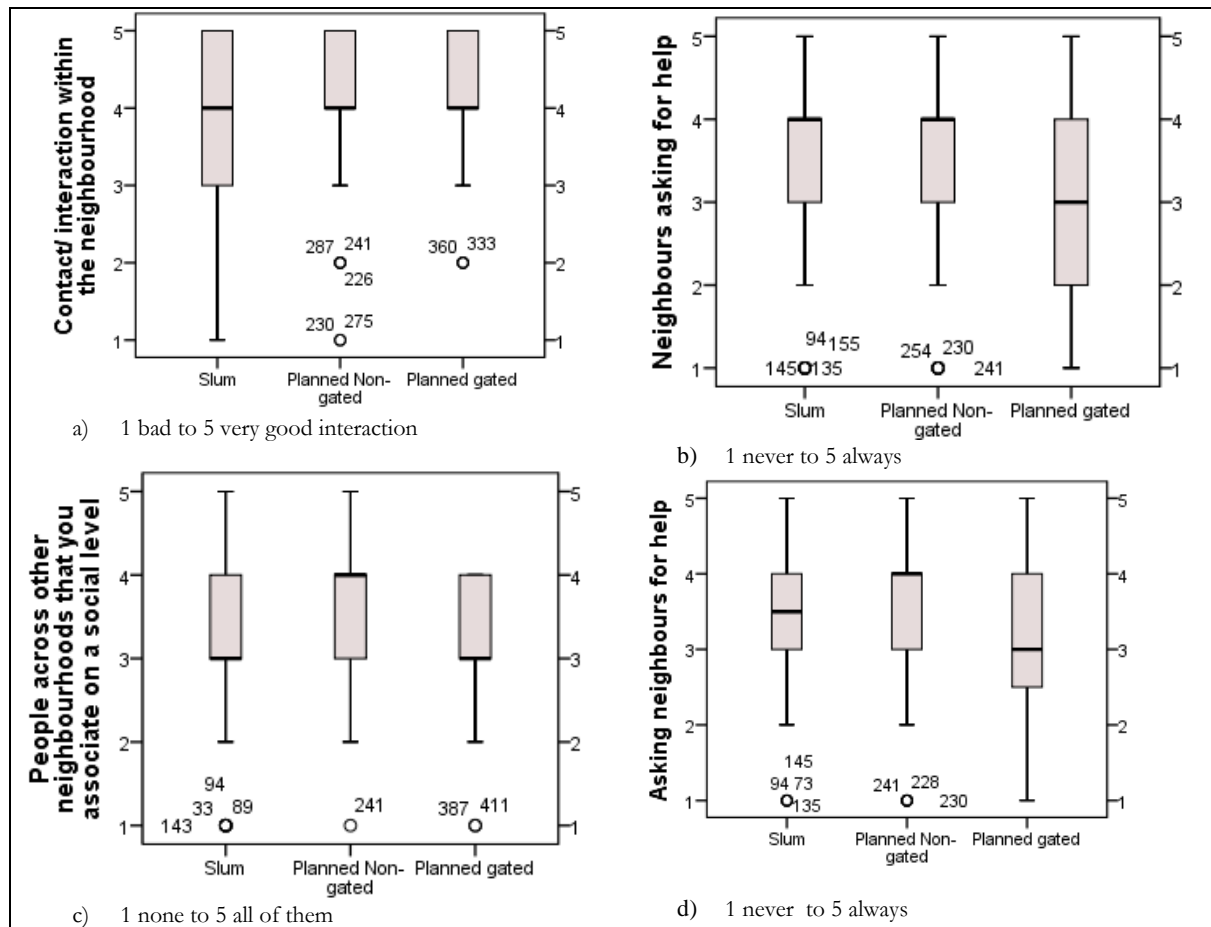 Contact/ interaction within
the neighbourhood
5
4
3
2
1
5
4
3
2
1
287 241
226
230 275
360 333
Slum
Planned Non-
gated
Planned gated
a) 1 bad to 5 very good interaction
Neighbours asking for help
5
4
3
2
1
5
4
3
2
1
94 155
145 135
254 230
241
Slum
Planned Non-
gated
Planned gated
b) 1 never to 5 always
People across other
neighbourhoods that you
associate on a social level
5
4
3
2
1
5
4
3
2
1
94
33 89
143
241
387 411
Slum
Planned Non-
gated
Planned gated
c) 1 none to 5 all of them
Asking neighbours for help
5
4
3
2
1
5
4
3
2
1
145
94 73
135
241 228
230
Slum
Planned Non-
gated
Planned gated
d) 1 never to 5 always